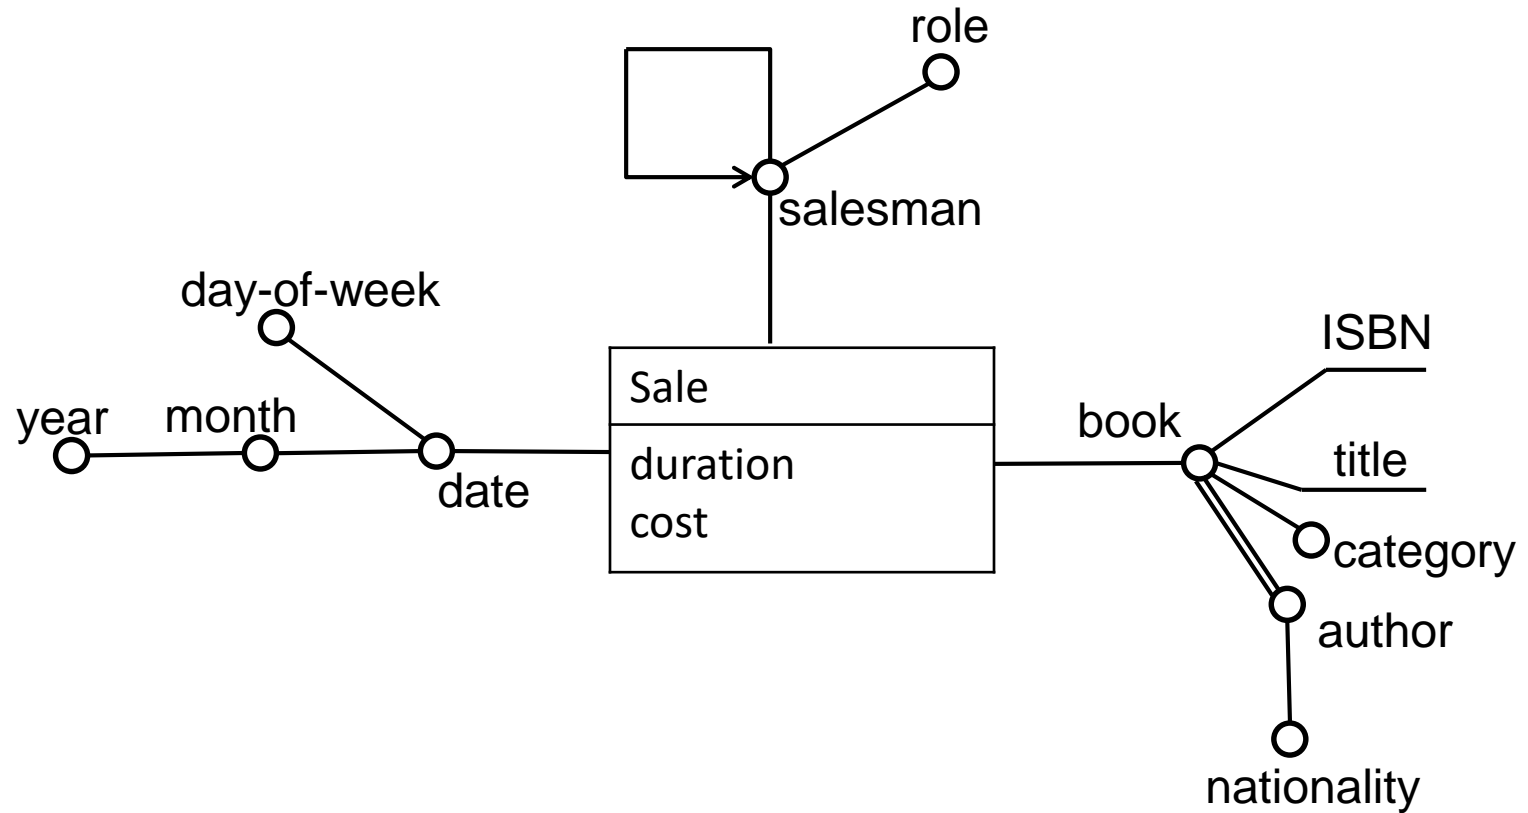 role
salesman
day-of-week
year
month
date
Sale
duration
cost
book
ISBN
title
category
author
nationality